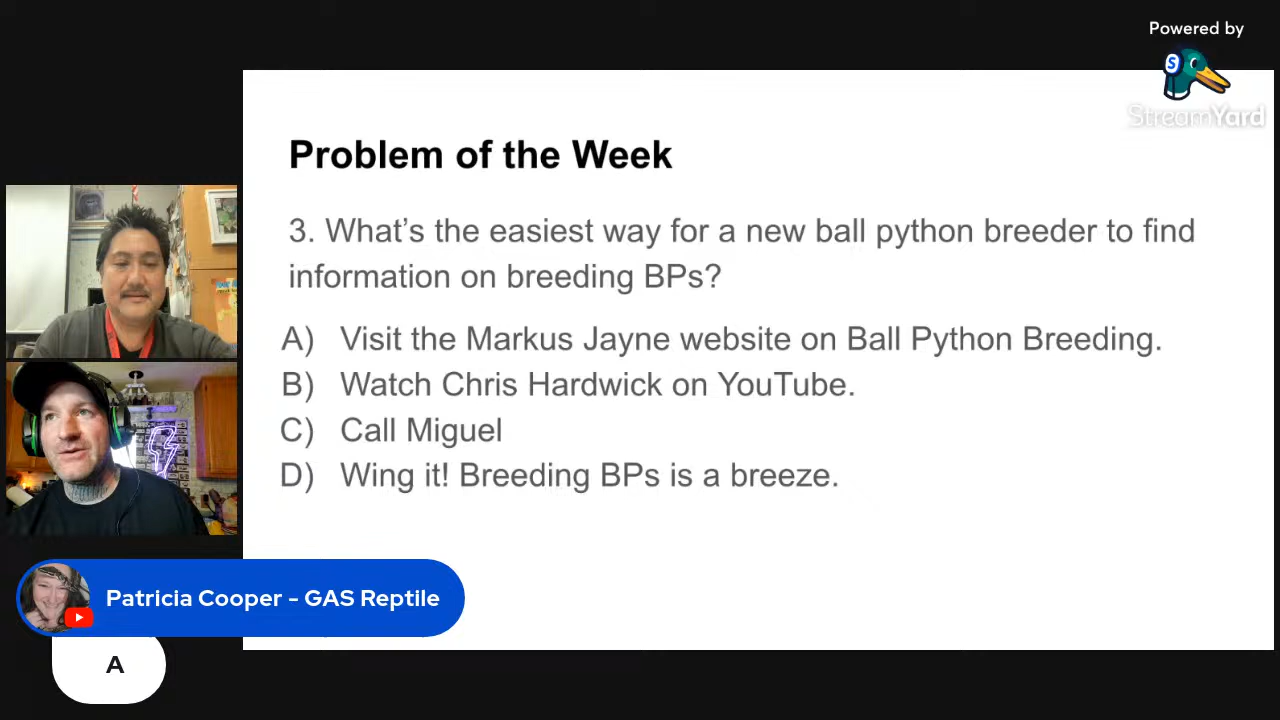 Powered by
StreamYard
Problem of the Week
3. What’s the easiest way for a new ball python breeder to find
information on breeding BPs?
A) Visit the Markus Jayne website on Ball Python Breeding.
B) Watch Chris Hardwick on YouTube.
C) Call Miguel
D) Wing it! Breeding BPs is a breeze.
Patricia Cooper - GAS Reptile
A